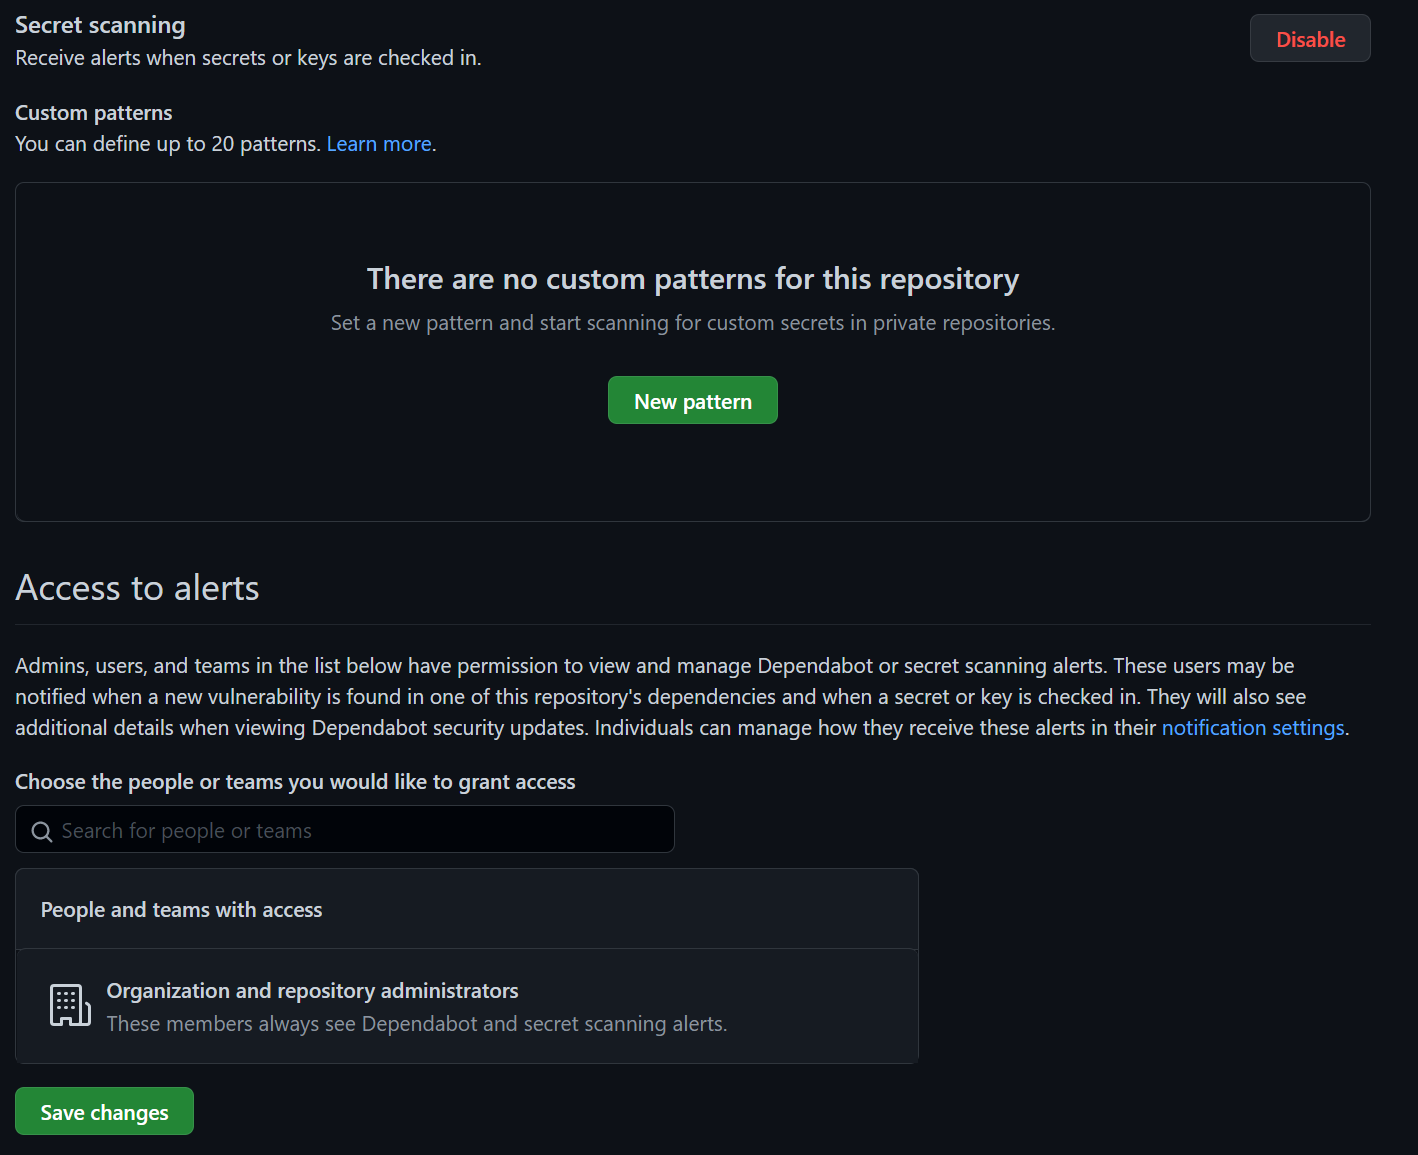 Secret scanning
Disable
Receive alerts when secrets or keys are checked in.
Custom patterns
You can define up to 20 patterns. Learn more.
There are no custom patterns for this repository
Set a new pattern and start scanning for custom secrets in private repositories.
New pattern
Access to alerts
Admins, users, and teams in the list below have permission to view and manage Dependabot or secret scanning alerts. These users may be
notified when a new vulnerability is found in one of this repository's dependencies and when a secret or key is checked in. They will also see
additional details when viewing Dependabot security updates. Individuals can manage how they receive these alerts in their notification settings.
Choose the people or teams you would like to grant access
Search for people or teams
People and teams with access
Organization and repository administrators
These members always see Dependabot and secret scanning alerts.
Save changes